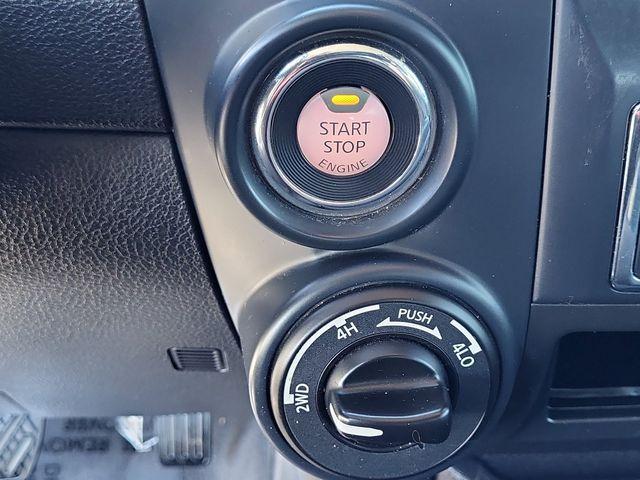 START
STOP
ENGINE
PUSH
4H
4LO
2WD